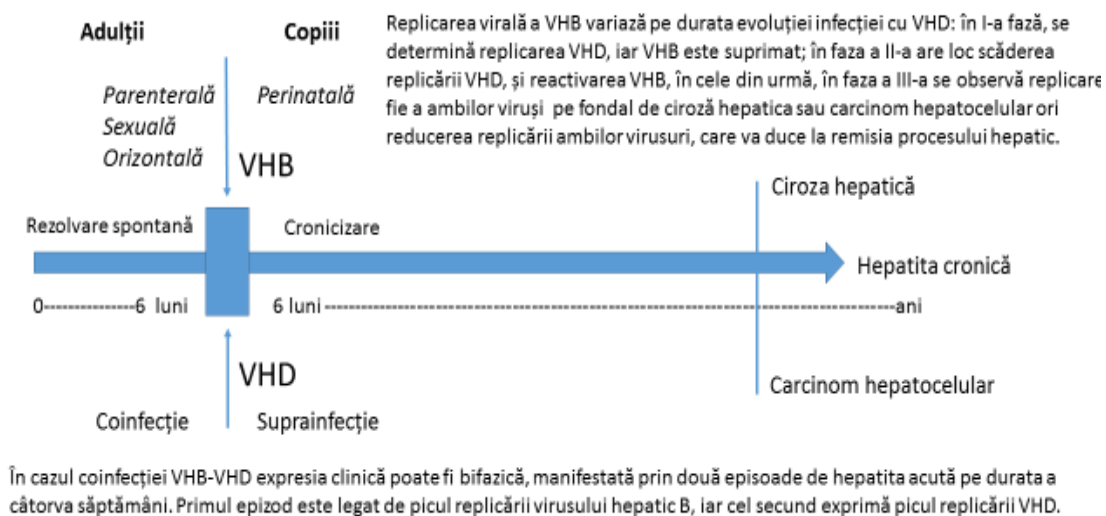 Adulții
Copiii
Replicarea virală a VHB variază pe durata evoluției infecției cu VHD: în I-a fază, se
determină replicarea VHD, iar VHB este suprimat; în faza a II-a are loc scăderea
replicării VHD, și reactivarea VHB, în cele din urmă, în faza a III-a se observă replicare
fie a ambilor viruși pe fondal de ciroză hepatica sau carcinom hepatocelular ori
reducerea replicării ambilor virusuri, care va duce la remisia procesului hepatic.
Parenterală
Sexuală
Orizontală
Perinatală
VHB
Ciroza hepatică
Rezolvare spontană
Cronicizare
Hepatita cronică
0--------------6 luni
6 luni------------------------------------------------------------------------ani
VHD
Carcinom hepatocelular
Coinfecție
Suprainfecție
În cazul coinfecției VHB-VHD expresia clinică poate fi bifazică, manifestată prin două episoade de hepatita acută pe durata a
câtorva săptămâni. Primul epizod este legat de picul replicării virusului hepatic B, iar cel secund exprimă picul replicării VHD.